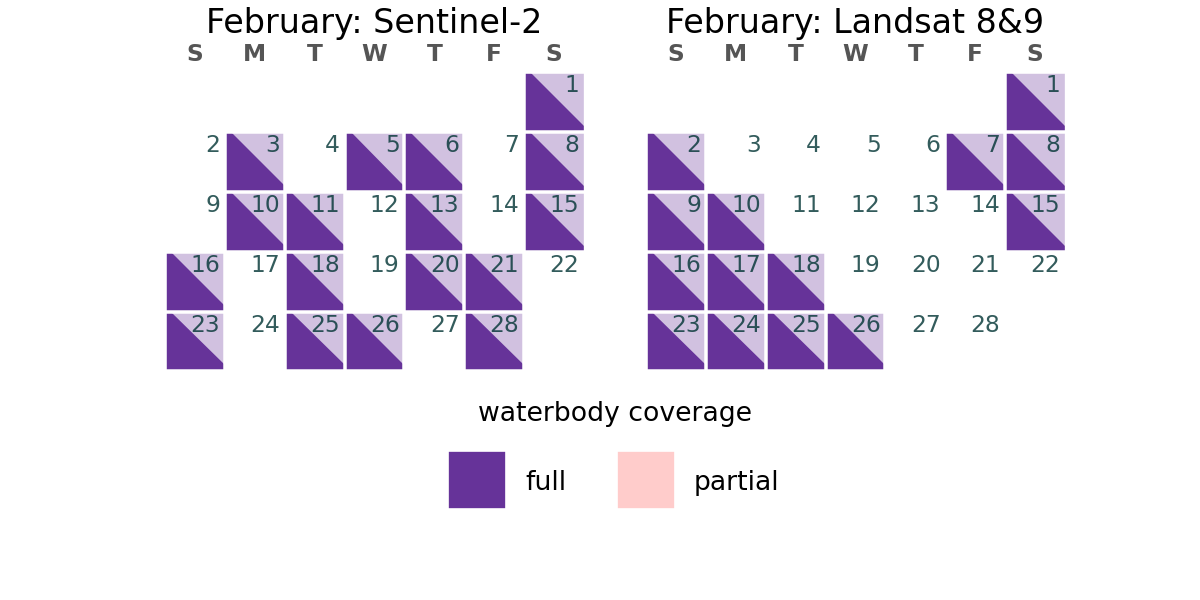 February: Sentinel-2
S M T W T F S
1
2 3 4 5 6 7 8
9 10 11 12 13 14 15
16 17 18 19 20 21 22
23 24 25 26 27 28
February: Landsat 8&9
S M T W T F S
1
2 3 4 5 6 7 8
9 10 11 12 13 14 15
16 17 18 19 20 21 22
23 24 25 26 27 28
waterbody coverage
full partial